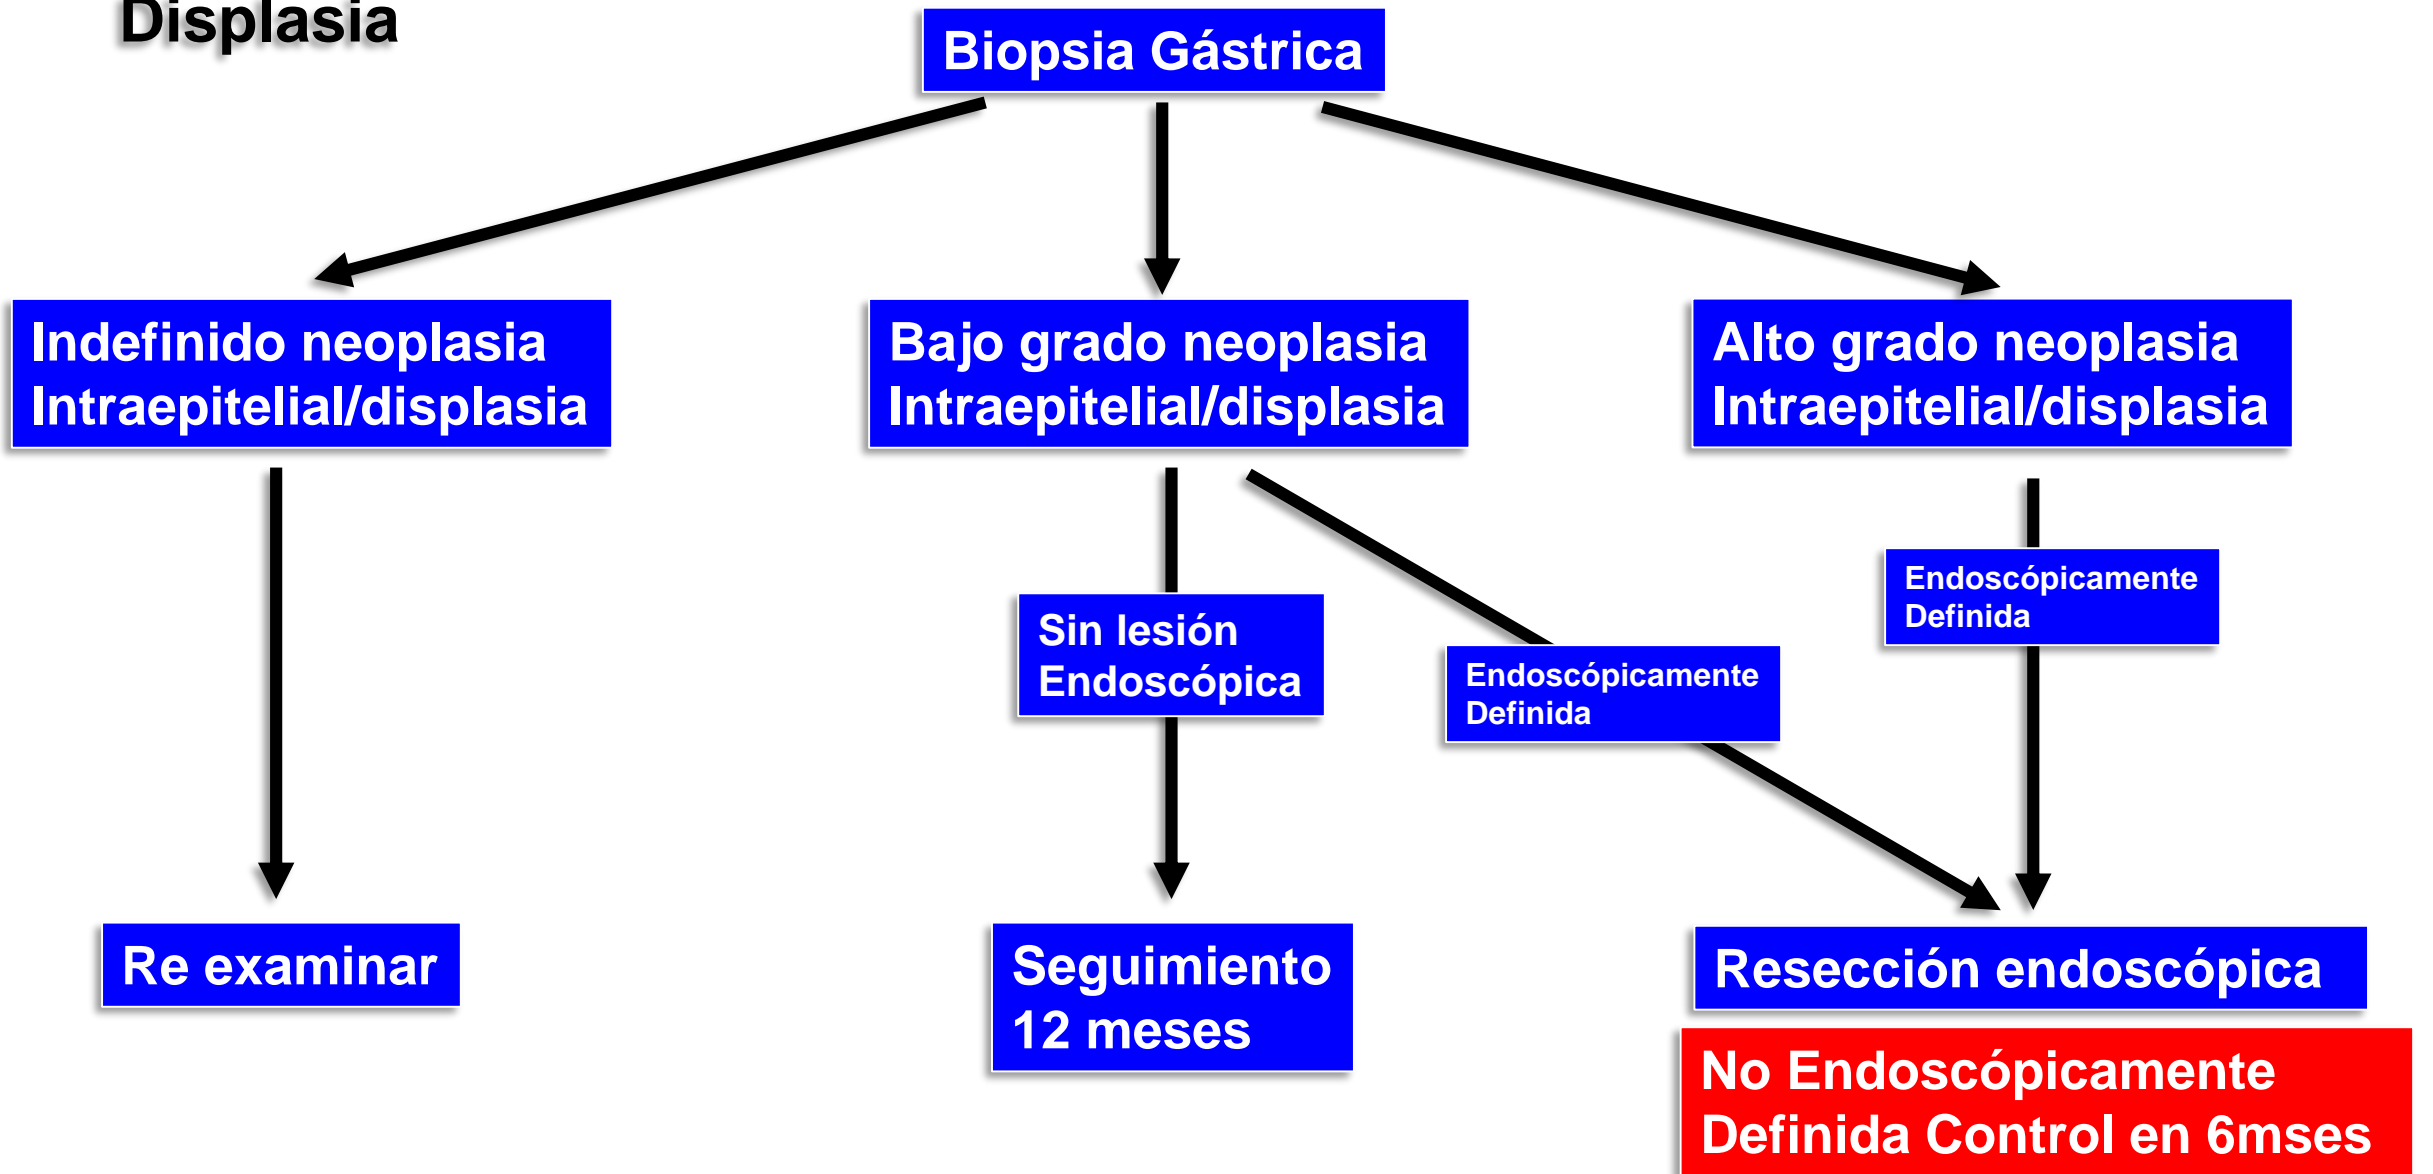 Displasia
Biopsia Gástrica
Indefinido neoplasia
Intraepitelial/displasia
Bajo grado neoplasia
Intraepitelial/displasia
Alto grado neoplasia
Intraepitelial/displasia
Sin lesión
Endoscópica
Endoscópicamente
Definida
Endoscópicamente
Definida
Re examinar
Seguimiento
12 meses
Resección endoscópica
No Endoscópicamente
Definida Control en 6mses